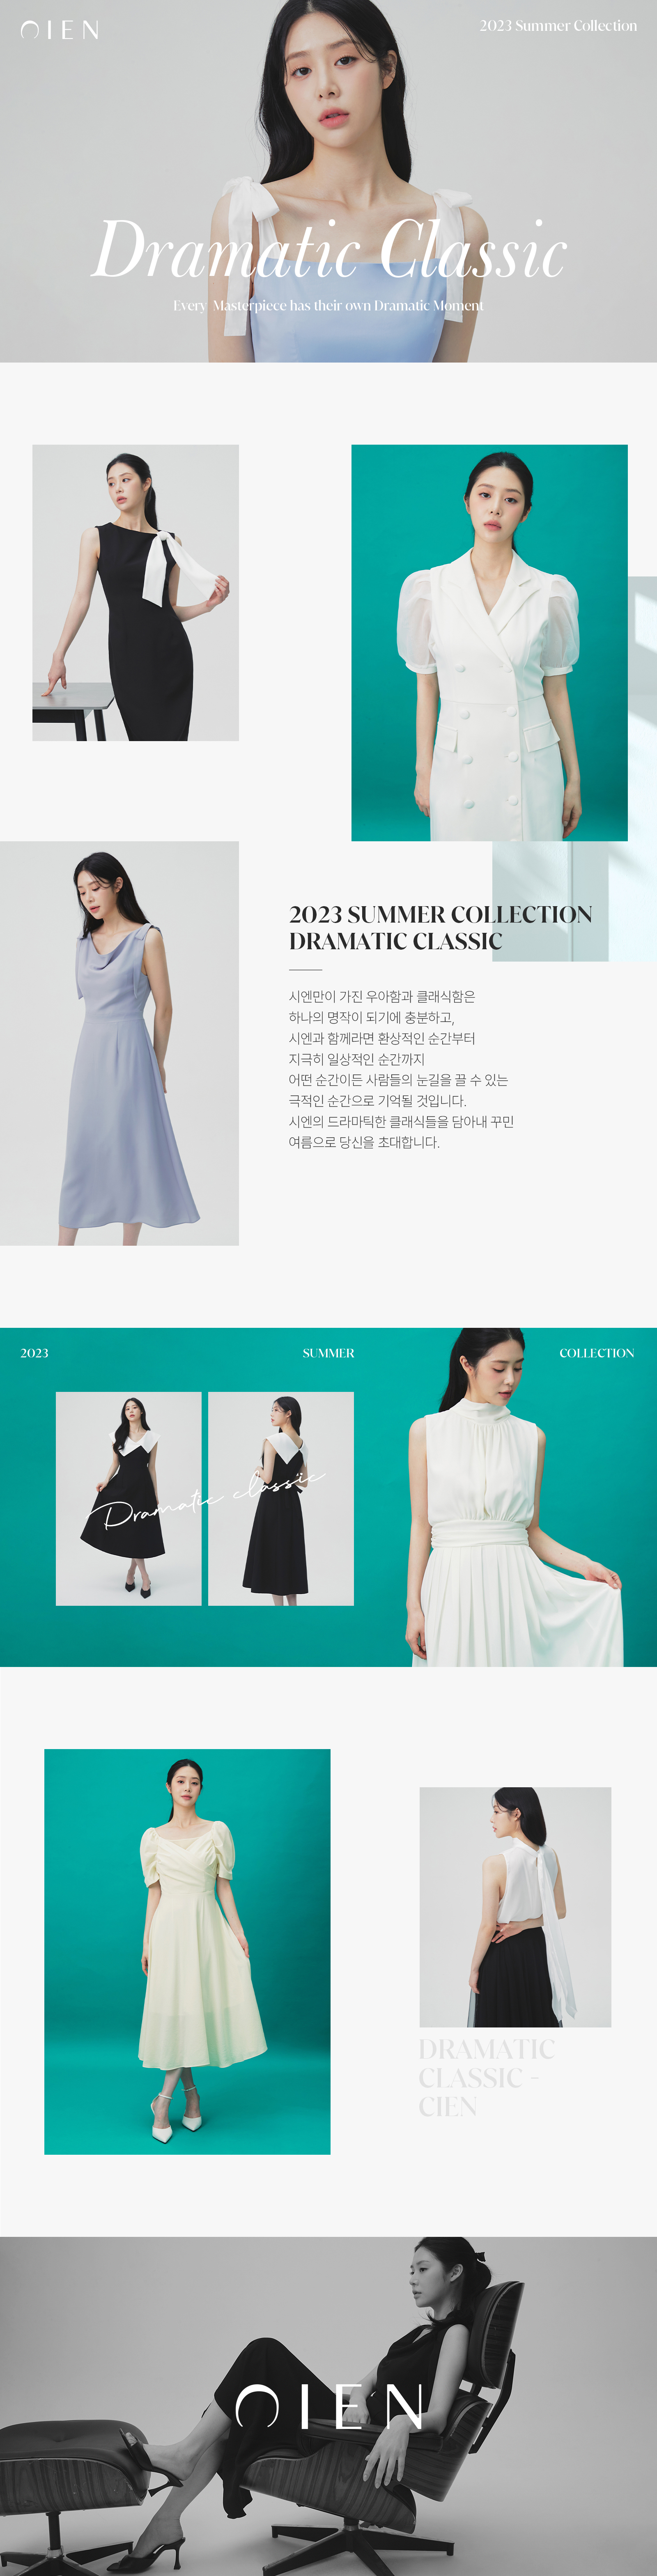 CIEN
2023 Summer Collection
Dramatic Classic
Every Masterpiece has their own Dramatic Moment
2023 SUMMER COLLECTION
DRAMATIC CLASSIC
시엔만이 가진 우아함과 클래식함은
하나의 명작이 되기에 충분하고,
시엔과 함께라면 환상적인 순간부터
지극히 일상적인 순간까지
어떤 순간이든 사람들의 눈길을 끌 수 있는
극적인 순간으로 기억될 것입니다.
시엔의 드라마틱한 클래식들을 담아내 꾸민
여름으로 당신을 초대합니다.
2023 SUMMER COLLECTION
Dramatic classic
DRAMATIC
CLASSIC -
CIEN
CIEN